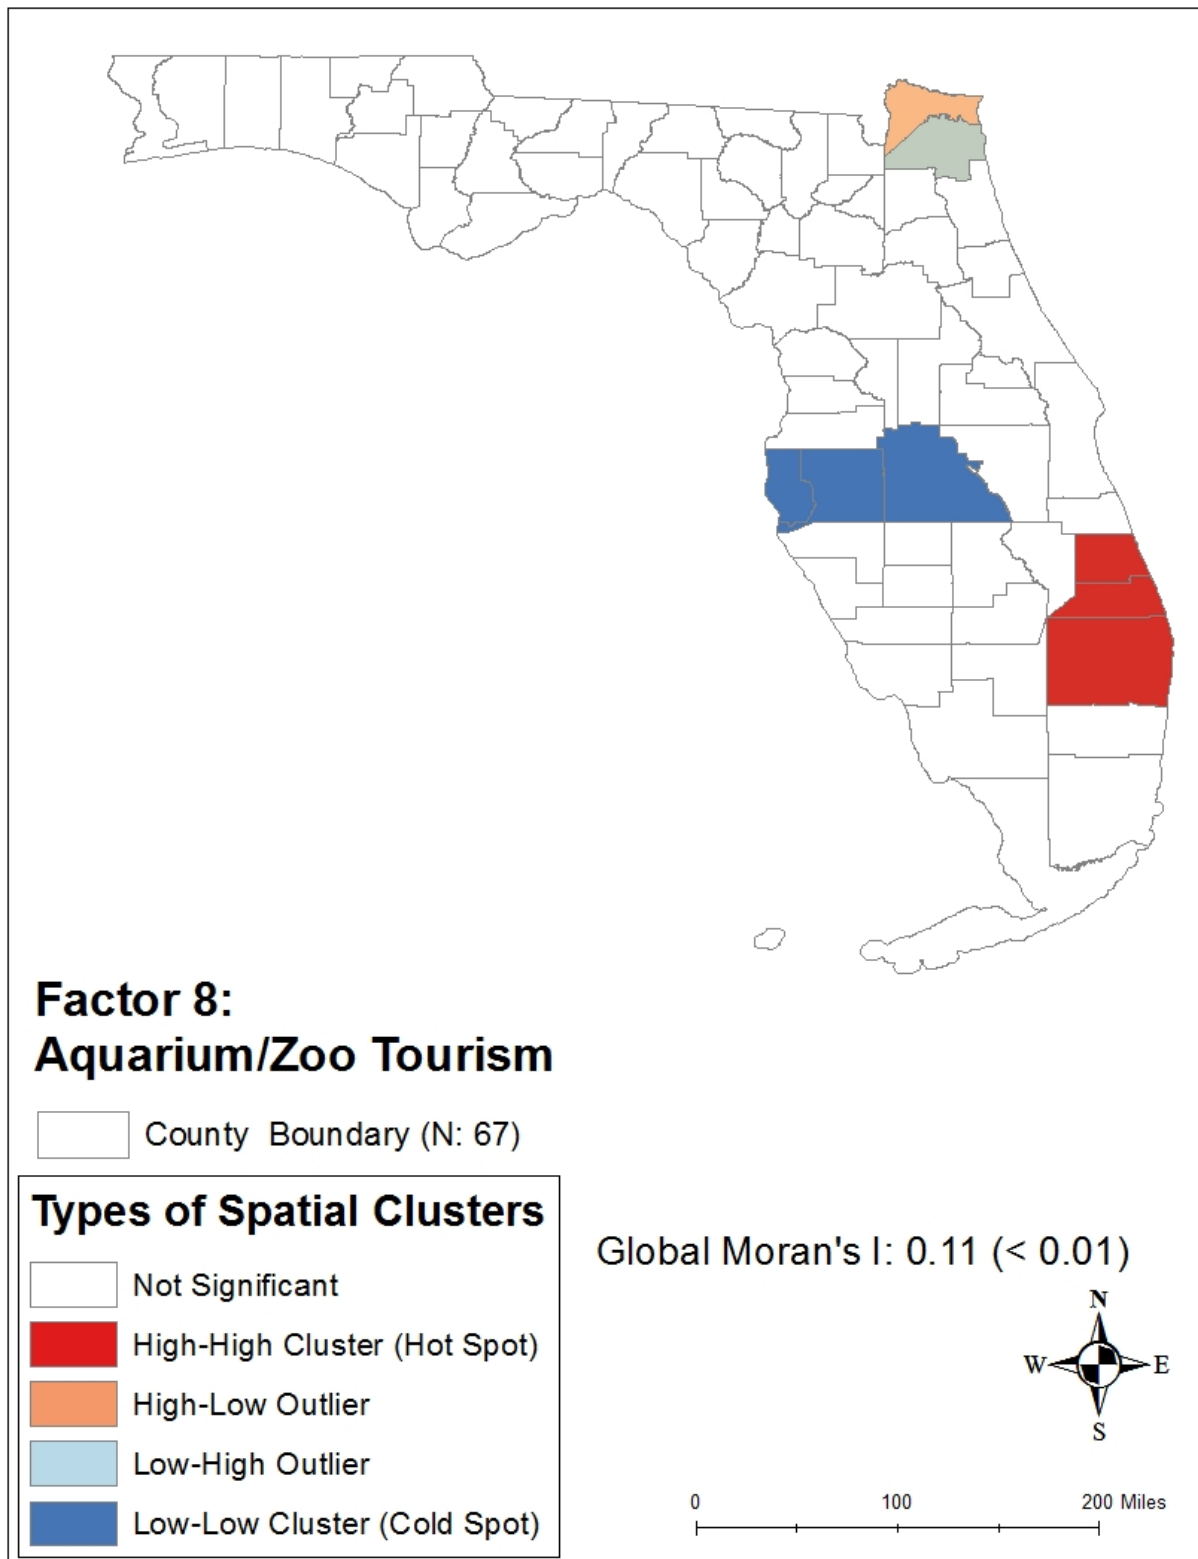 Factor 8:
Aquarium/Zoo Tourism
County Boundary (N: 67)
Types of Spatial Clusters
Not Significant
High-High Cluster (Hot Spot)
High-Low Outlier
Low-High Outlier
Low-Low Cluster (Cold Spot)
Global Moran's I: 0.11 (< 0.01)
N
W E
S
0 100 200 Miles